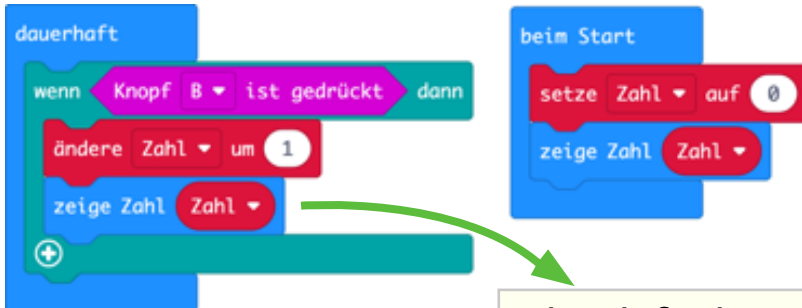 dauerhaft
wenn Knopf B ist gedrückt dann
ändere Zahl um 1
zeige Zahl Zahl
beim Start
setze Zahl auf 0
zeige Zahl Zahl